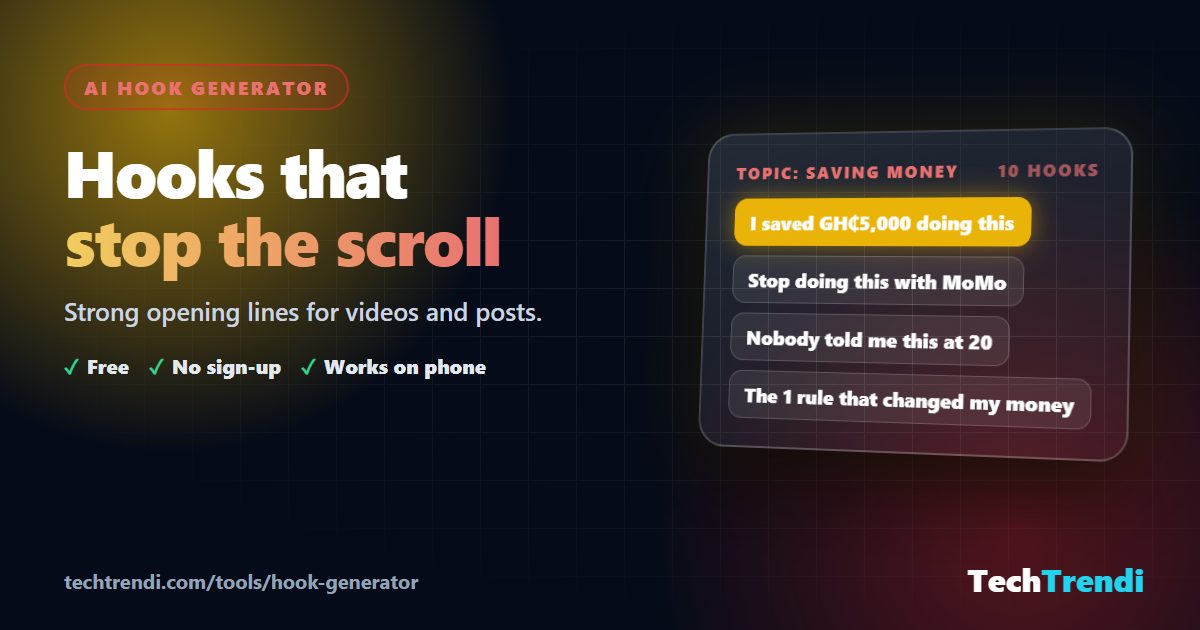 AI HOOK GENERATOR
Hooks that
stop the scroll
Strong opening lines for videos and posts.
✓ Free ✓ No sign-up ✓ Works on phone
TOPIC: SAVING MONEY 10 HOOKS
I saved GH₵5,000 doing this
Stop doing this with MoMo
Nobody told me this at 20
The 1 rule that changed my money
techtrendi.com/tools/hook-generator
TechTrendi